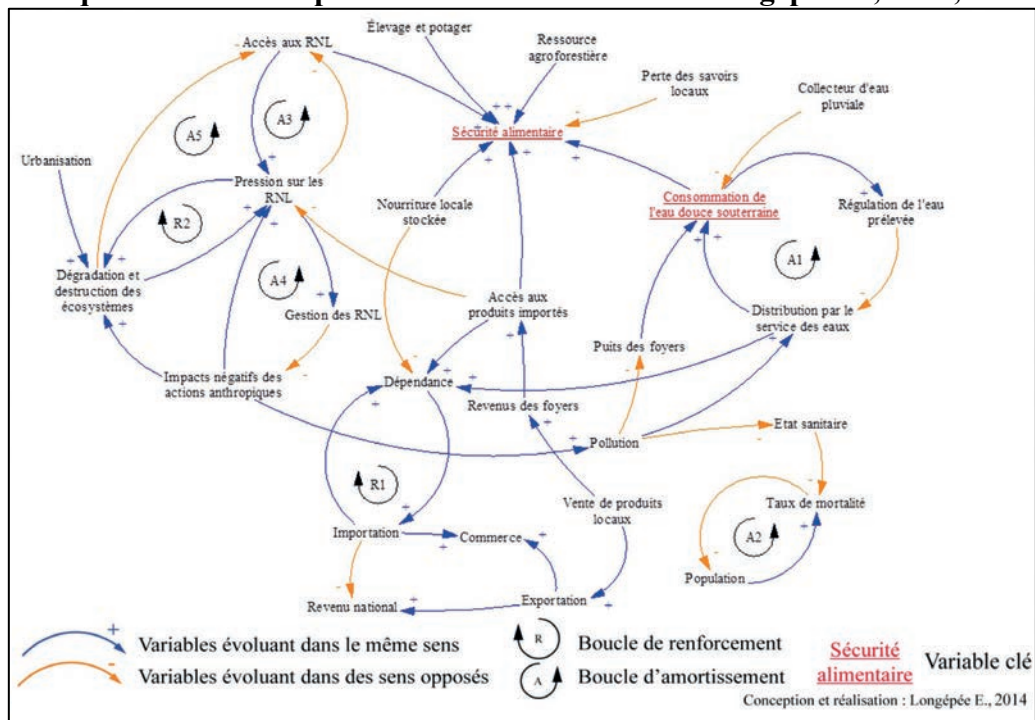 Accès aux RNL
Élevage et potager
Ressource
agroforestière
Perte des savoirs
locaux
Collecteur d'eau
pluviale
Sécurité alimentaire
A5
A3
Urbanisation
Pression sur les
RNL
Nourriture locale
stockée
Consommation de
l'eau douce souterraine
Régulation de l'eau
prélevée
R2
A1
Dégradation et
destruction des
écosystèmes
A4
Gestion des RNL
Accès aux
produits importés
Distribution par le
service des eaux
Puits des foyers
Impacts négatifs des
actions anthropiques
Dépendance
Revenus des foyers
Pollution
Etat sanitaire
R1
Vente de produits
locaux
Taux de mortalité
A2
Importation
Commerce
Population
Revenu national
Exportation
+ Variables évoluant dans le même sens
- Variables évoluant dans des sens opposés
R Boucle de renforcement
A Boucle d'amortissement
Sécurité
alimentaire
Variable clé
Conception et réalisation : Longépée E., 2014